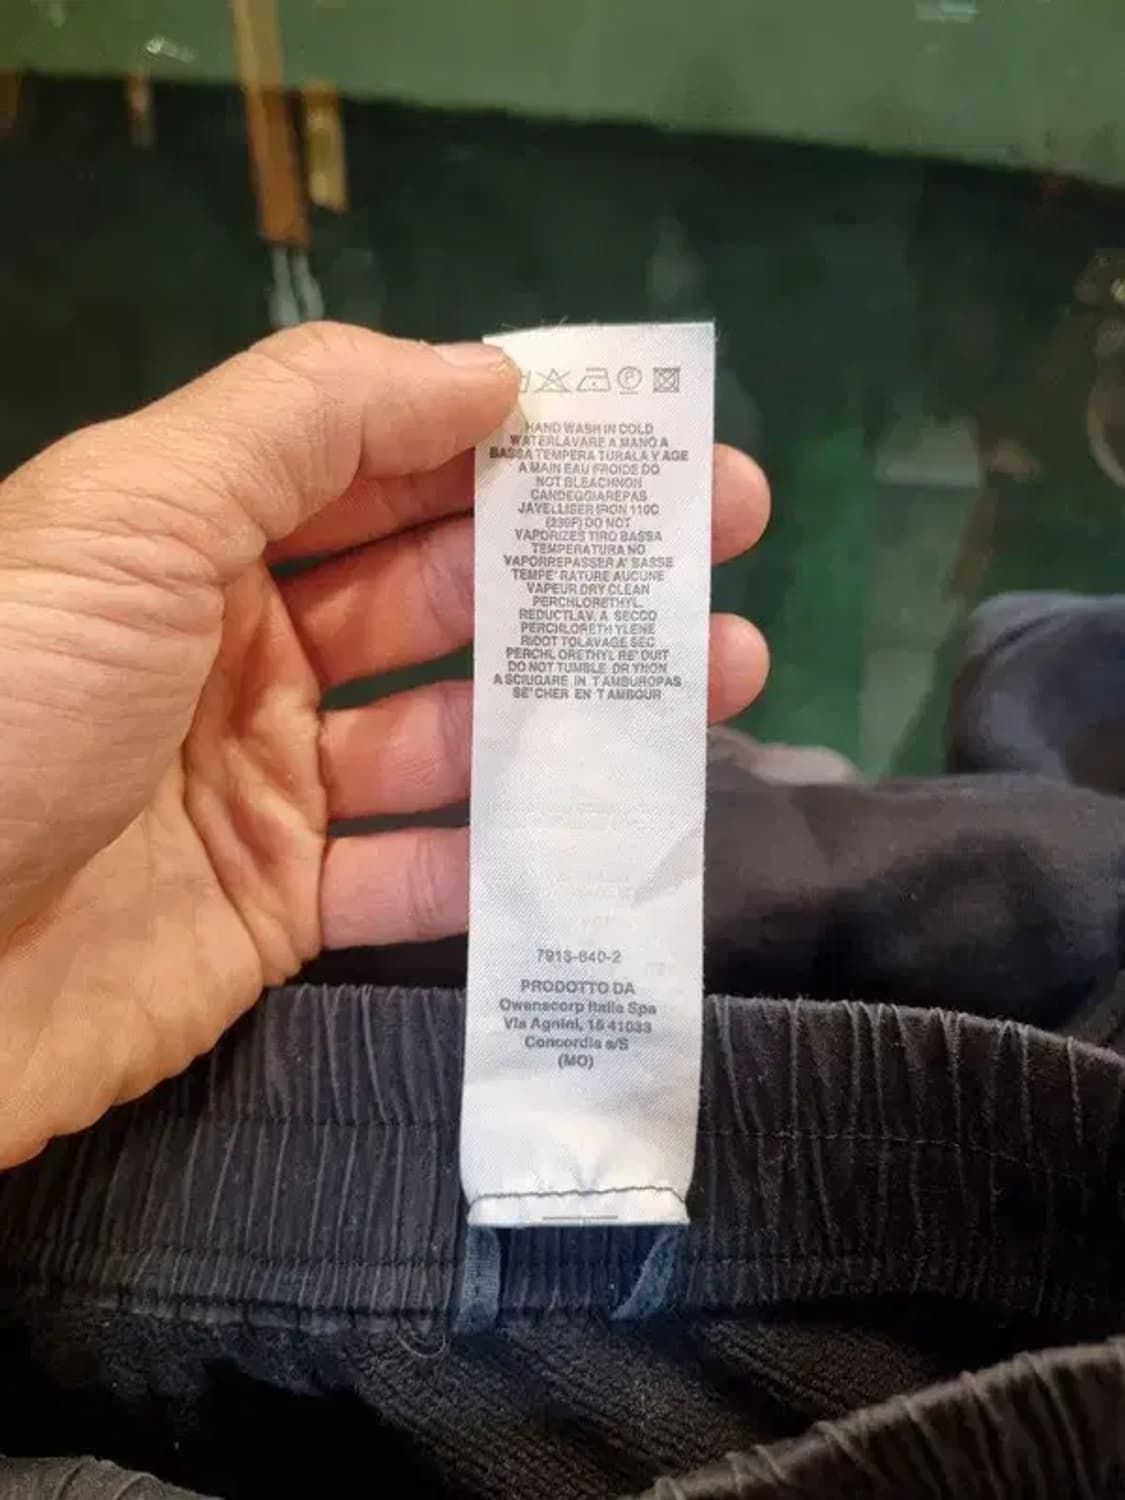 HAND WASH IN COLD
WATERLAVARE A MANO A
BASSA TEMPERA TURALA Y AGE
A MAIN EAU FROIDE DO
NOT BLEACHNON
CANDEGGIAREPAS
JAVELLISER IRON 110C
(230F) DO NOT
VAPORIZES TIRO BASSA
TEMPERATURA NO
VAPORREPASSER A' BASSE
TEMPE' RATURE AUCUNE
VAPEUR DRY CLEAN
PERCHLORETHYL.
REDUCTLAV. A SECCO
PERCHLORETH YLENE
RIDOT TOLAVAGE SEC
PERCHL ORETHYL RE' DUIT
DO NOT TUMBLE DR YNON
A SCIUGARE IN T AMBUROPAS
SE' CHER EN T AMBOUR
7913-640-2
PRODOTTO DA
Owenscorp Italia Spa
Via Agnini, 15 41033
Concordia s/S
(MO)